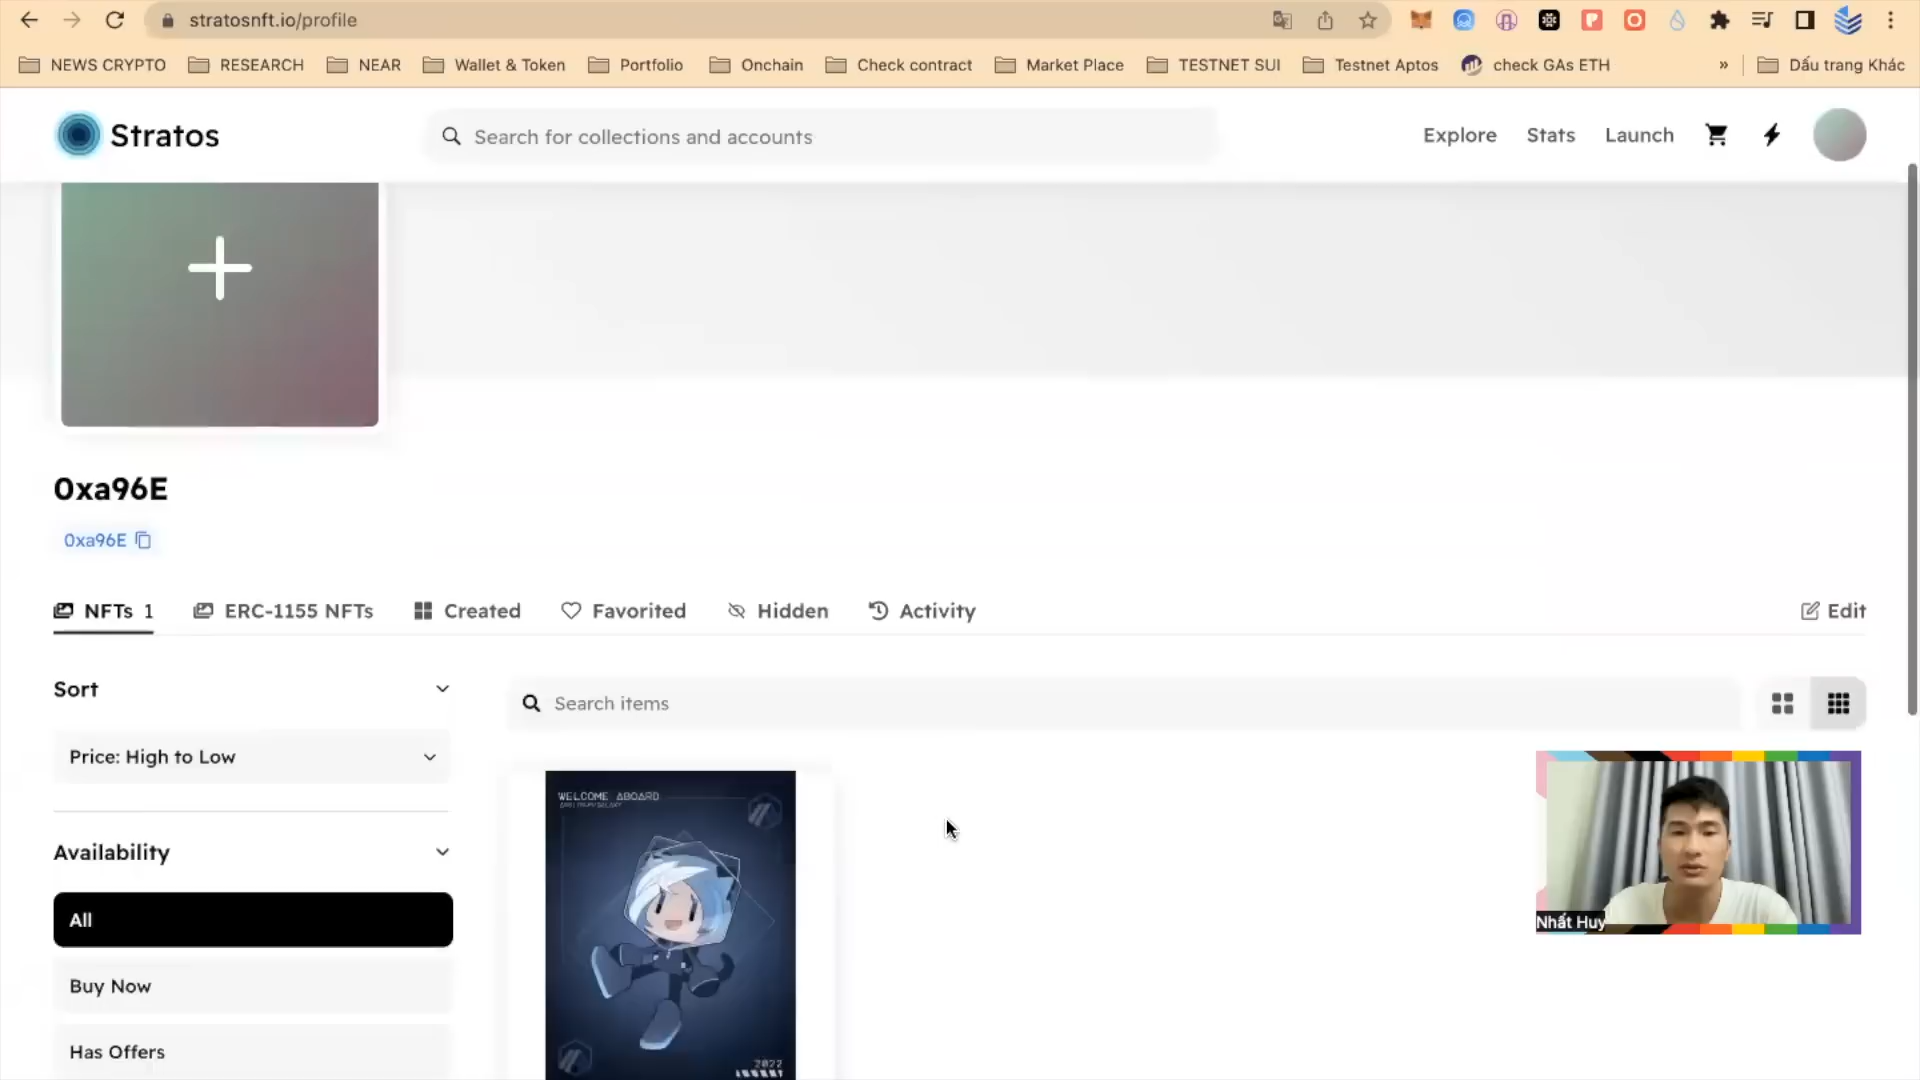 stratosnft.io/profile
NEWS CRYPTO RESEARCH NEAR Wallet & Token Portfolio Onchain Check contract Market Place TESTNET SUI Testnet Aptos check GAs ETH » Dấu trang Khác
Stratos
Search for collections and accounts
Explore Stats Launch
0xa96E
0xa96E
NFTs 1 ERC-1155 NFTs Created Favorited Hidden Activity Edit
Sort
Search items
Price: High to Low
WELCOME ABOARD
Availability
All
Nhất Huy
Buy Now
Has Offers
2022